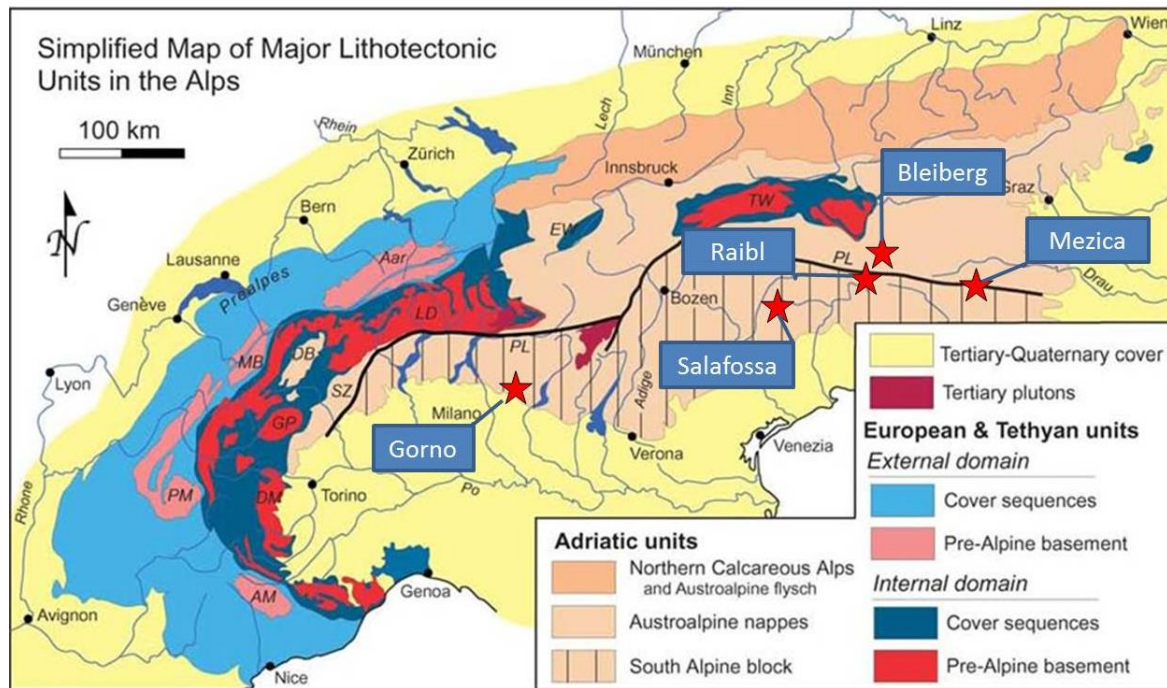 Simplified Map of Major Lithotectonic
Units in the Alps
100 km
N
Linz
Wien
München
Lech
Inn
Rhein
Zürich
Innsbruck
Bleiberg
Graz
Bern
EW
TW
Mezica
Lausanne
Prealpes
Aar
Raibl
PL
Drau
Genève
Bozen
LD
MB
DB
PL
Salafossa
Tertiary-Quaternary cover
Lyon
SZ
Adige
Tertiary plutons
GP
Milano
Verona
Venezia
European & Tethyan units
Gorno
External domain
PM
DM
Torino
Po
Cover sequences
Rhone
Adriatic units
Pre-Alpine basement
Northern Calcareous Alps
and Austroalpine flysch
Internal domain
AM
Genoa
Avignon
Austroalpine nappes
Cover sequences
South Alpine block
Pre-Alpine basement
Nice